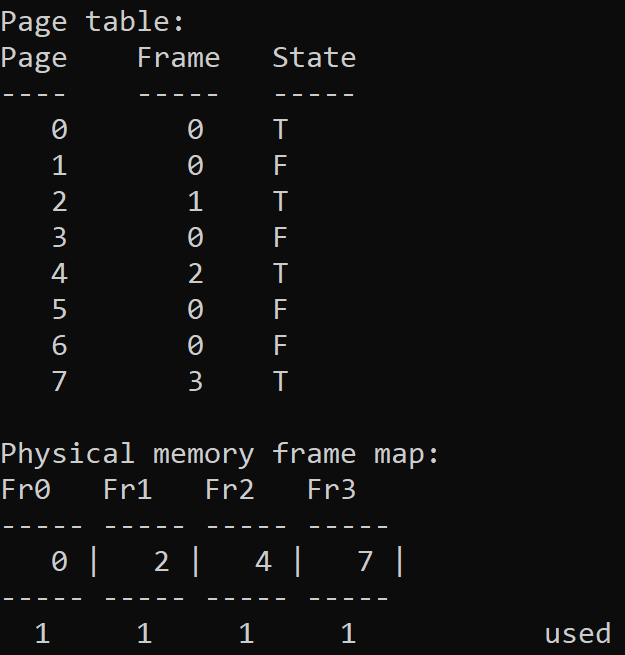 Page table:
Page    Frame   State
----    -----   -----
   0       0    T
   1       0    F
   2       1    T
   3       0    F
   4       2    T
   5       0    F
   6       0    F
   7       3    T
Physical memory frame map:
Fr0   Fr1   Fr2   Fr3
----- ----- ----- -----
   0 |   2 |   4 |   7 |
----- ----- ----- -----
  1     1     1     1           used